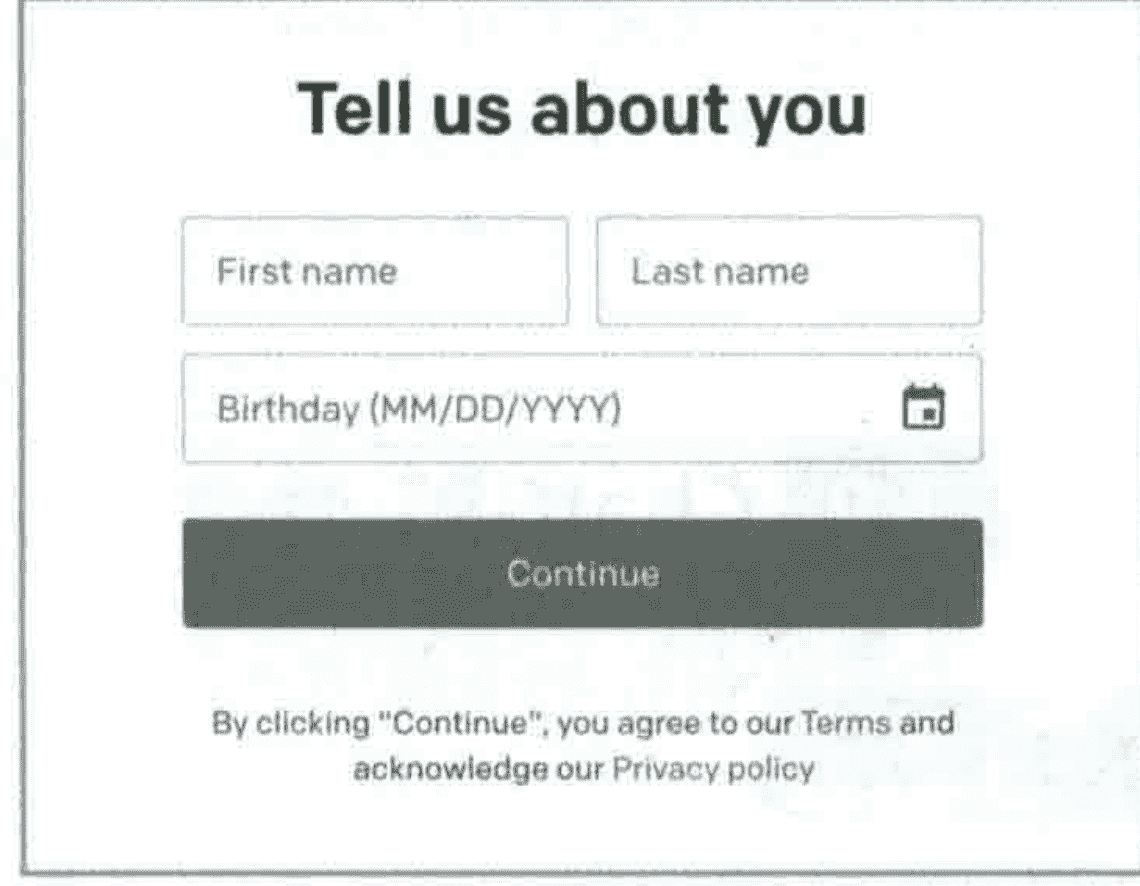 Tell us about you
First name
Last name
Birthday (MM/DD/YYYY)
Continue
By clicking "Continue", you agree to our Terms and
acknowledge our Privacy policy